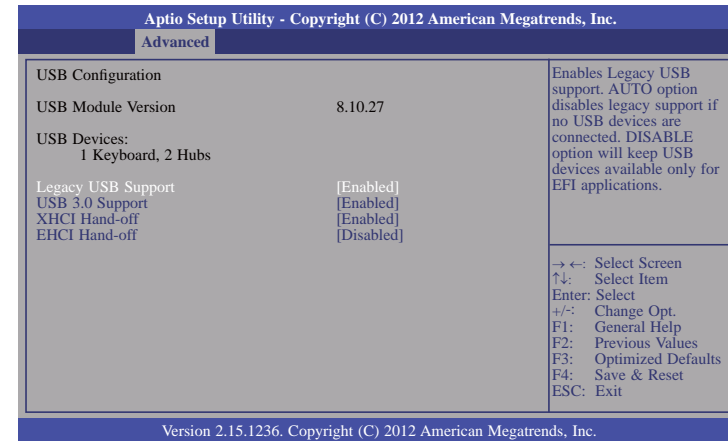 Aptio Setup Utility - Copyright (C) 2012 American Megatrends, Inc.
Advanced
USB Configuration
USB Module Version 8.10.27
USB Devices:
1 Keyboard, 2 Hubs
Legacy USB Support [Enabled]
USB 3.0 Support [Enabled]
XHCI Hand-off [Enabled]
EHCI Hand-off [Disabled]
Enables Legacy USB
support. AUTO option
disables legacy support if
no USB devices are
connected. DISABLE
option will keep USB
devices available only for
EFI applications.
→ ←: Select Screen
↑↓: Select Item
Enter: Select
+/-: Change Opt.
F1: General Help
F2: Previous Values
F3: Optimized Defaults
F4: Save & Reset
ESC: Exit
Version 2.15.1236. Copyright (C) 2012 American Megatrends, Inc.